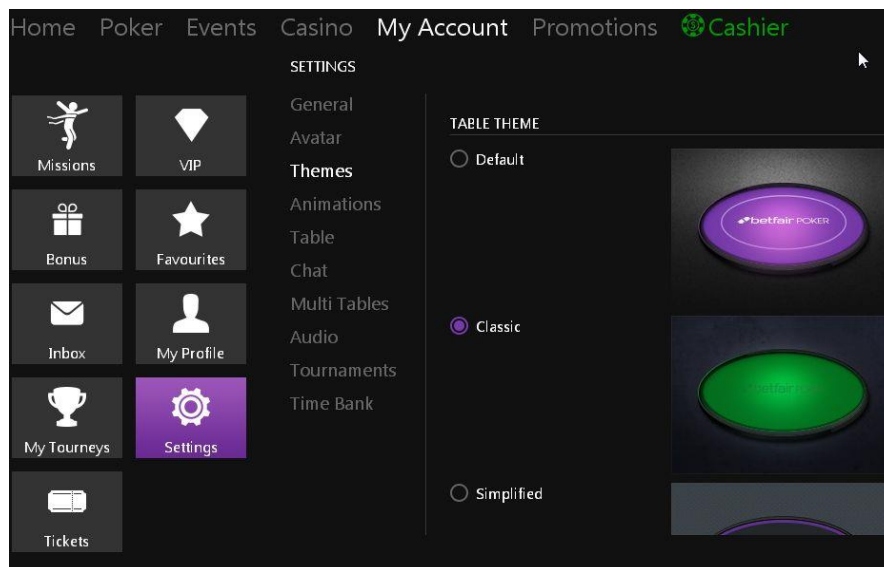 Home Poker Events Casino My Account Promotions Cashier
SETTINGS
Missions
VIP
Bonus
Favourites
Inbox
My Profile
My Tourneys
Settings
Tickets
General
Avatar
Themes
Animations
Table
Chat
Multi Tables
Audio
Tournaments
Time Bank
TABLE THEME
Default
betfair POKER
Classic
betfair
Simplified